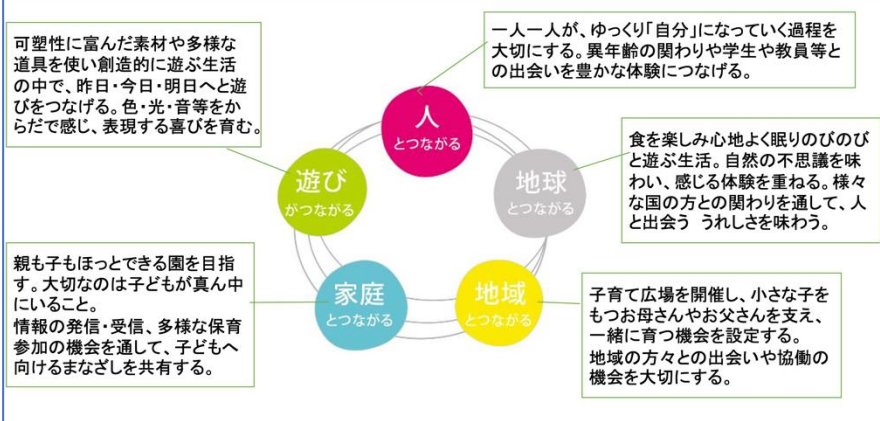 可塑性に富んだ素材や多様な
道具を使い創造的に遊ぶ生活
の中で、昨日・今日・明日へと遊
びをつなげる。色・光・音等をか
らだで感じ、表現する喜びを育む。
一人一人が、ゆっくり「自分」になっていく過程を
大切にする。異年齢の関わりや学生や教員等と
の出会いを豊かな体験につなげる。
人
とつながる
遊び
がつながる
地球
とつながる
食を楽しみ心地よく眠りのびのび
と遊ぶ生活。自然の不思議を味
わい、感じる体験を重ねる。様々
な国の方との関わりを通して、人
と出会う うれしさを味わう。
親も子もほっとできる園を目指
す。大切なのは子どもが真ん中
にいること。
情報の発信・受信、多様な保育
参加の機会を通して、子どもへ
向けるまなざしを共有する。
家庭
とつながる
地域
とつながる
子育て広場を開催し、小さな子を
もつお母さんやお父さんを支え、
一緒に育つ機会を設定する。
地域の方々との出会いや協働の
機会を大切にする。